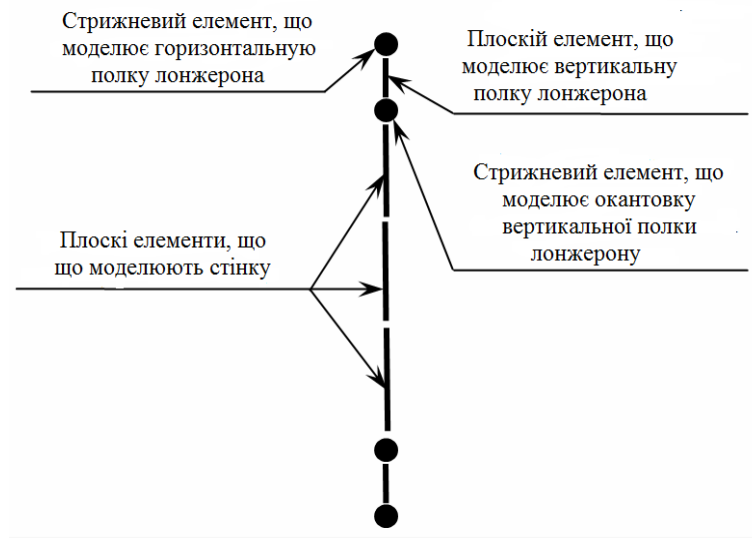 Стрижневий елемент, що
моделює горизонтальную
полку лонжерона
Плоскій елемент, що
моделює вертикальну
полку лонжерона
Стрижневий елемент, що
моделює окантовку
вертикальної полки
лонжерону
Плоскі елементи, що
що моделюють стінку